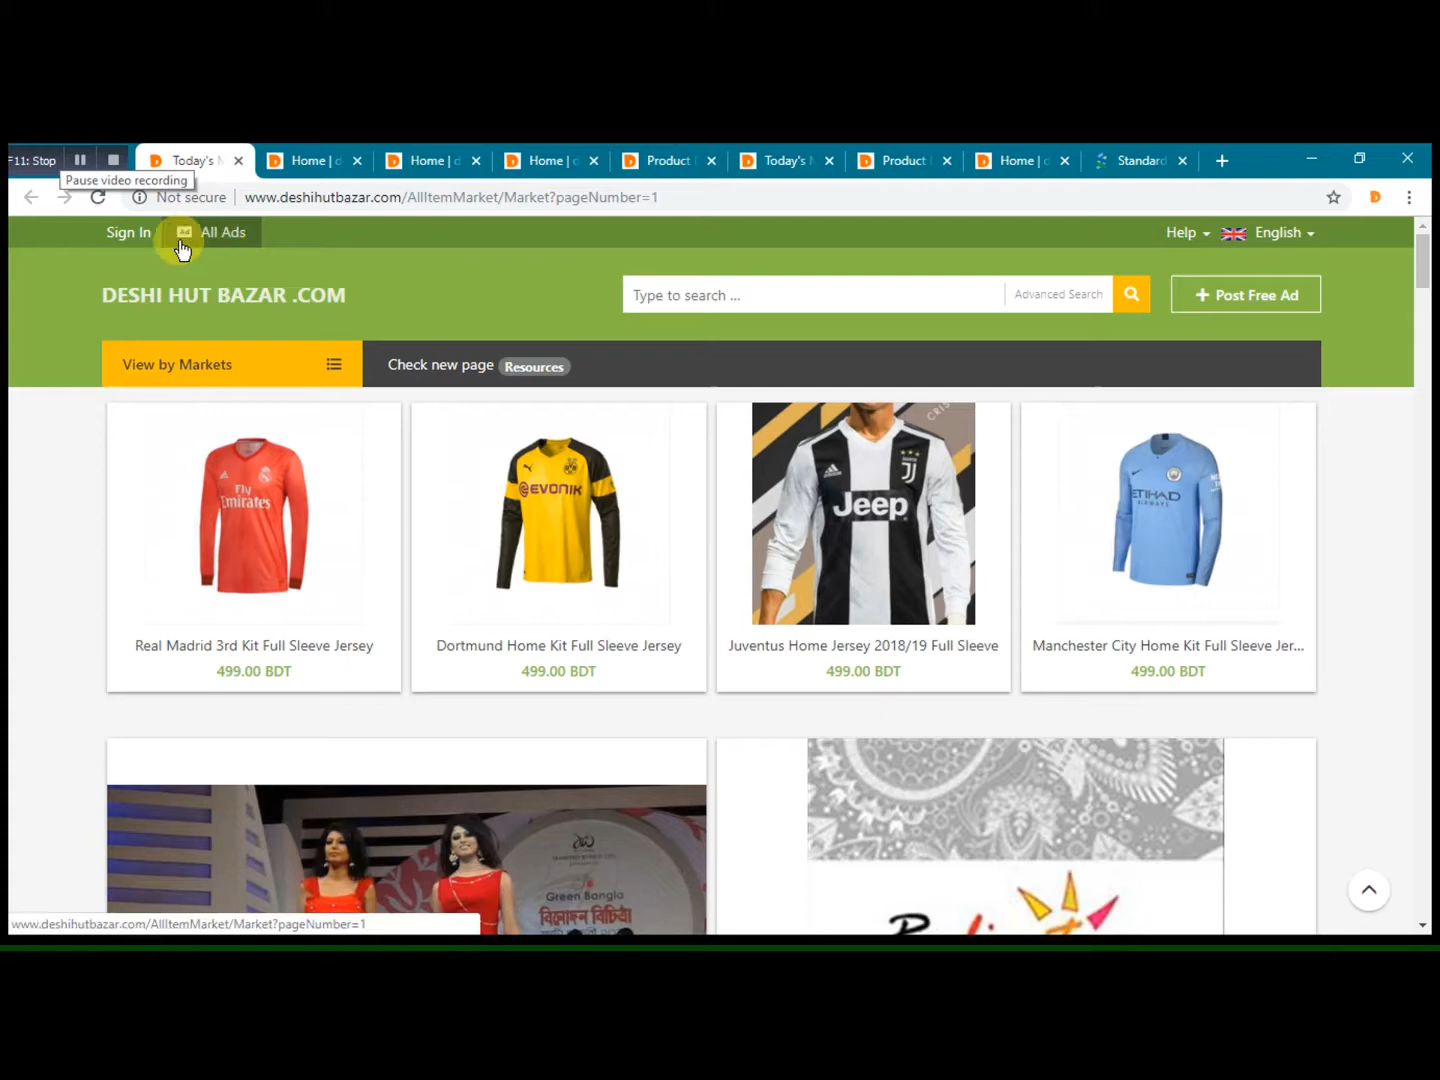 F11: Stop
Today's
Home | d
Home | d
Home | d
Product
Today's
Product
Home | d
Standard
Pause video recording
Not secure
www.deshihutbazar.com/AllItemMarket/Market?pageNumber=1
Sign In
Ad All Ads
Help
English
DESHI HUT BAZAR .COM
Type to search ...
Advanced Search
+ Post Free Ad
View by Markets
Check new page Resources
Fly
Emirates
EVONIK
CRIS
Jeep
ETIHAD
AIRWAYS
Real Madrid 3rd Kit Full Sleeve Jersey
499.00 BDT
Dortmund Home Kit Full Sleeve Jersey
499.00 BDT
Juventus Home Jersey 2018/19 Full Sleeve
499.00 BDT
Manchester City Home Kit Full Sleeve Jer...
499.00 BDT
Green Bangla
বিনোদন বিচিত্রা
www.deshihutbazar.com/AllItemMarket/Market?pageNumber=1